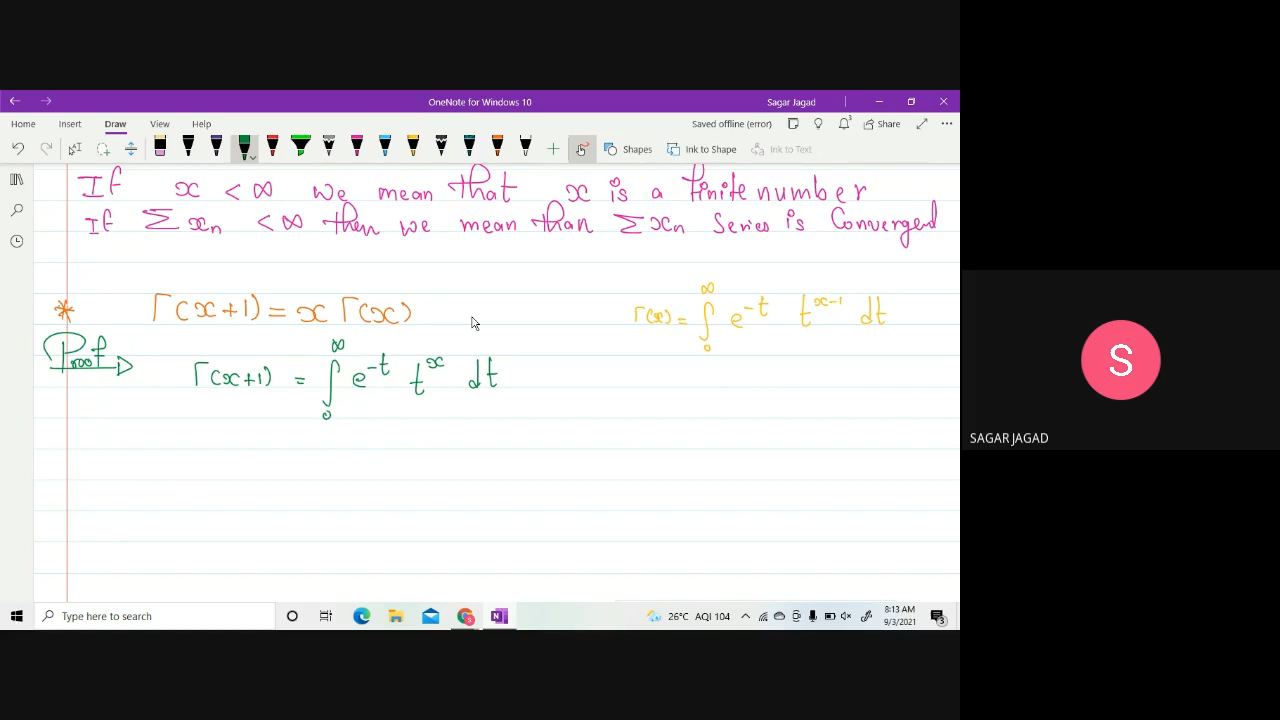 OneNote for Windows 10
Sagar Jagad
Home Insert Draw View Help
Saved offline (error)
3
Share
Shapes
Ink to Shape
Ink to Text
If x < ∞ we mean that x is a finite number
If Σxn < ∞ then we mean than Σxn Series is Convergent
* Γ(x+1) = x Γ(x)
Γ(x) = ∫₀^∞ e^-t t^x-1 dt
Proof
Γ(x+1) = ∫₀^∞ e^-t t^x dt
S
SAGAR JAGAD
Type here to search
26°C AQI 104
8:13 AM
9/3/2021
3